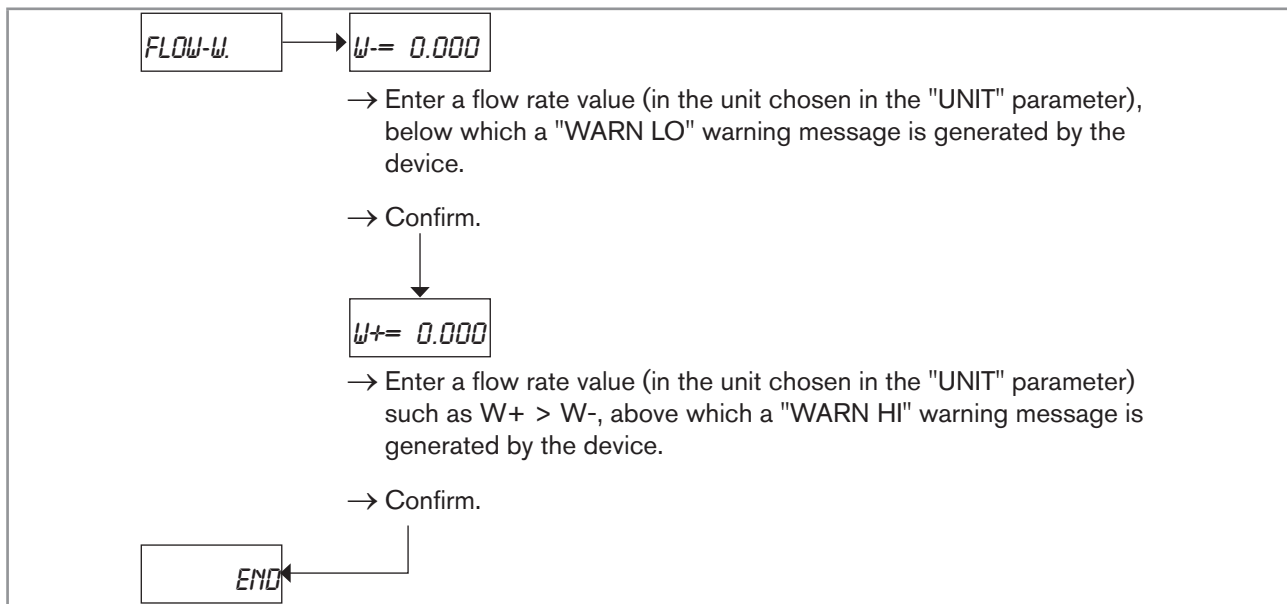 FLOW-W.
W-= 0.000
→ Enter a flow rate value (in the unit chosen in the "UNIT" parameter),
below which a "WARN LO" warning message is generated by the
device.
→ Confirm.
W+= 0.000
→ Enter a flow rate value (in the unit chosen in the "UNIT" parameter)
such as W+ > W-, above which a "WARN HI" warning message is
generated by the device.
→ Confirm.
END